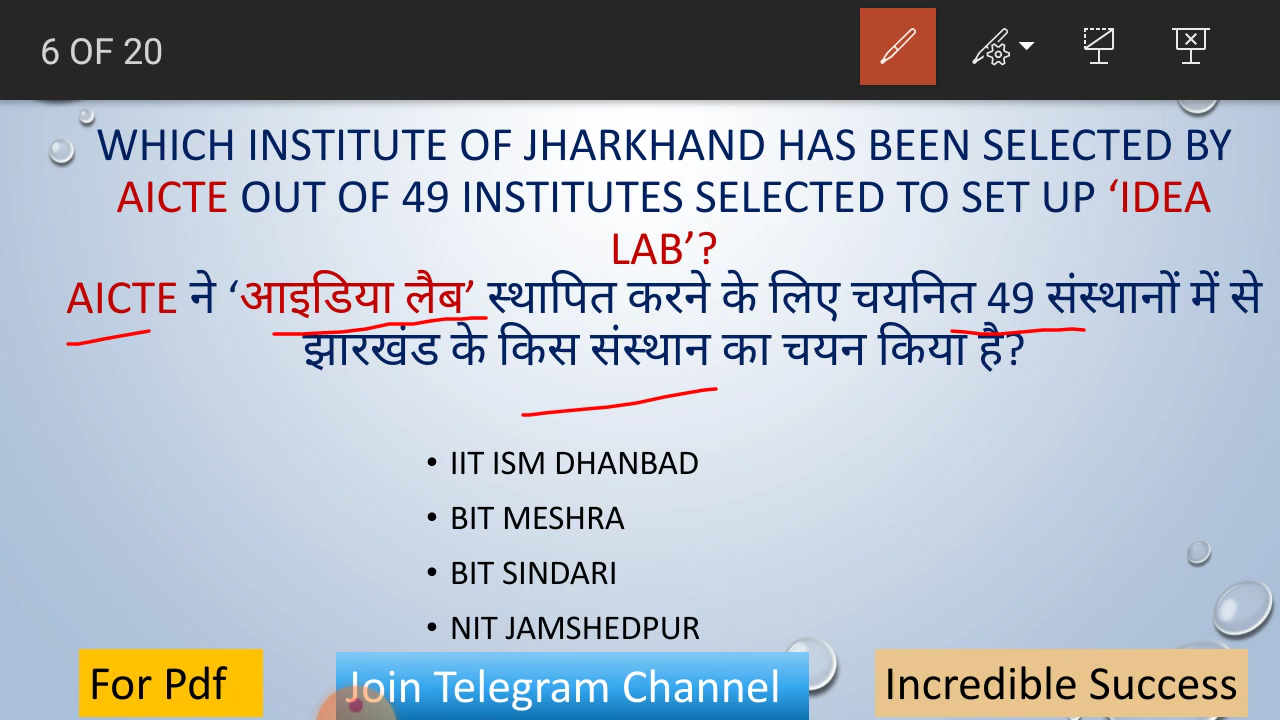 6 OF 20
WHICH INSTITUTE OF JHARKHAND HAS BEEN SELECTED BY
AICTE OUT OF 49 INSTITUTES SELECTED TO SET UP ‘IDEA
LAB’?
AICTE ने ‘आइडिया लैब’ स्थापित करने के लिए चयनित 49 संस्थानों में से
झारखंड के किस संस्थान का चयन किया है?
• IIT ISM DHANBAD
• BIT MESHRA
• BIT SINDARI
• NIT JAMSHEDPUR
For Pdf
Join Telegram Channel
Incredible Success